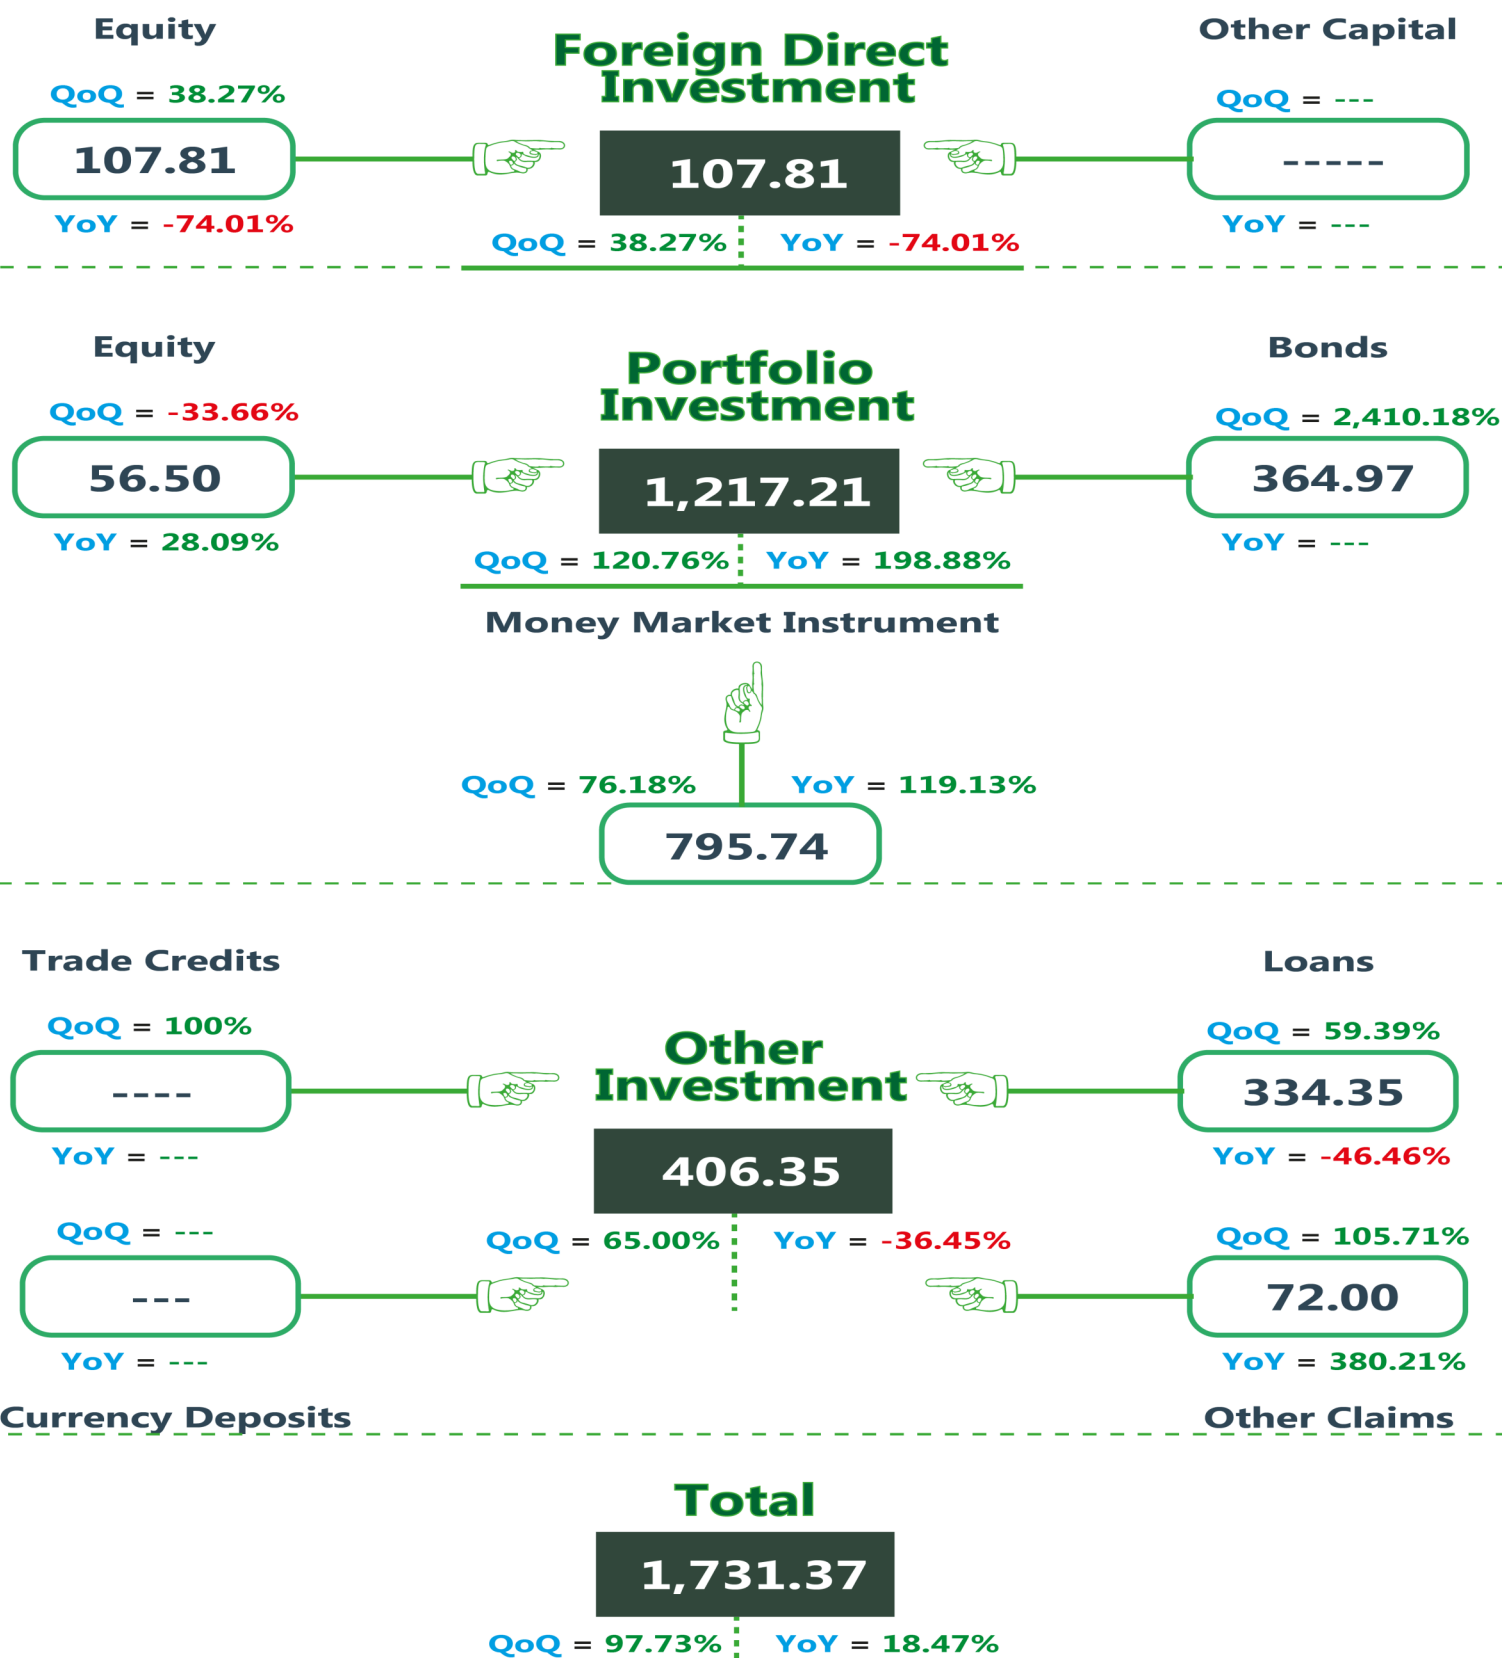 Equity
Foreign Direct
Investment
Other Capital
QoQ = 38.27%
QoQ = ---
107.81
107.81
-----
YoY = -74.01%
YoY = ---
QoQ = 38.27%
YoY = -74.01%
Equity
Portfolio
Investment
Bonds
QoQ = -33.66%
QoQ = 2,410.18%
56.50
1,217.21
364.97
YoY = 28.09%
YoY = ---
QoQ = 120.76%
YoY = 198.88%
Money Market Instrument
QoQ = 76.18%
YoY = 119.13%
795.74
Trade Credits
Loans
QoQ = 100%
QoQ = 59.39%
Other
Investment
----
334.35
YoY = ---
YoY = -46.46%
406.35
QoQ = ---
QoQ = 65.00%
YoY = -36.45%
QoQ = 105.71%
---
72.00
YoY = ---
YoY = 380.21%
Currency Deposits
Other Claims
Total
1,731.37
QoQ = 97.73%
YoY = 18.47%